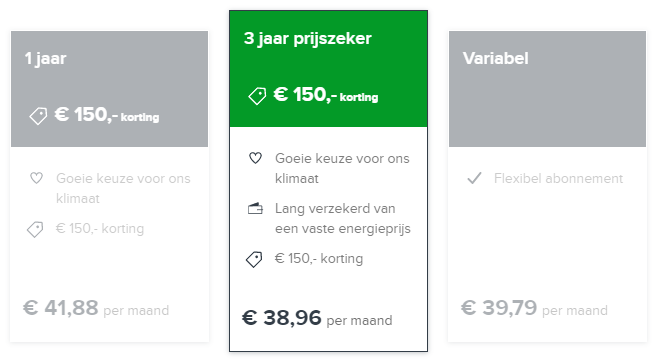 1 jaar
€ 150,- korting
Goeie keuze voor ons
klimaat
€ 150,- korting
€ 41,88 per maand
3 jaar prijszeker
€ 150,- korting
Goeie keuze voor ons
klimaat
Lang verzekerd van
een vaste energieprijs
€ 150,- korting
€ 38,96 per maand
Variabel
Flexibel abonnement
€ 39,79 per maand